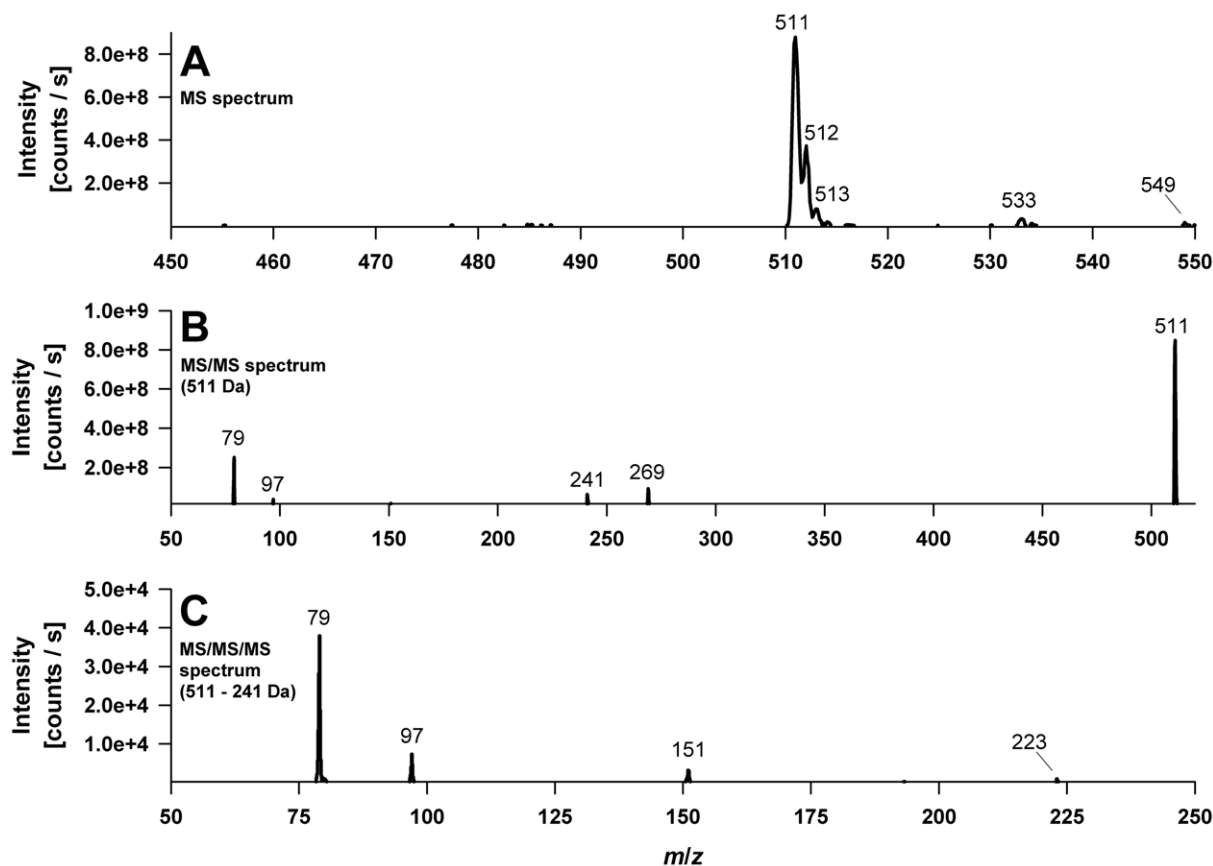 511
8.0e+8
A
MS spectrum
6.0e+8
512
4.0e+8
513
2.0e+8
533
549
Intensity
[counts / s]
450 460 470 480 490 500 510 520 530 540 550
1.0e+9
B
511
8.0e+8
MS/MS spectrum
(511 Da)
6.0e+8
4.0e+8
79
2.0e+8
97
241
269
Intensity
[counts / s]
50 100 150 200 250 300 350 400 450 500
5.0e+4
C
79
4.0e+4
MS/MS/MS
spectrum
(511 - 241 Da)
3.0e+4
2.0e+4
97
151
223
1.0e+4
Intensity
[counts / s]
50 75 100 125 150 175 200 225 250
m/z